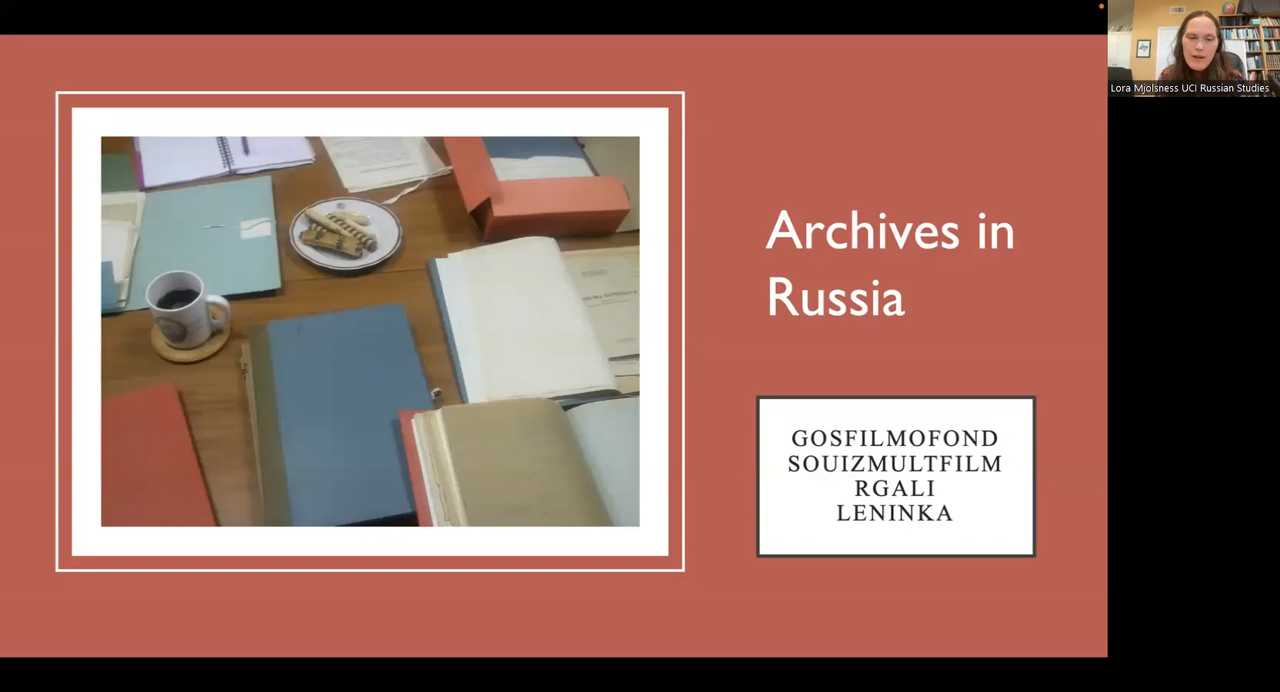 Archives in
Russia
GOSFILMOFOND
SOUIZMULTFILM
RGALI
LENINKA
Lora Mjolsness UCI Russian Studies